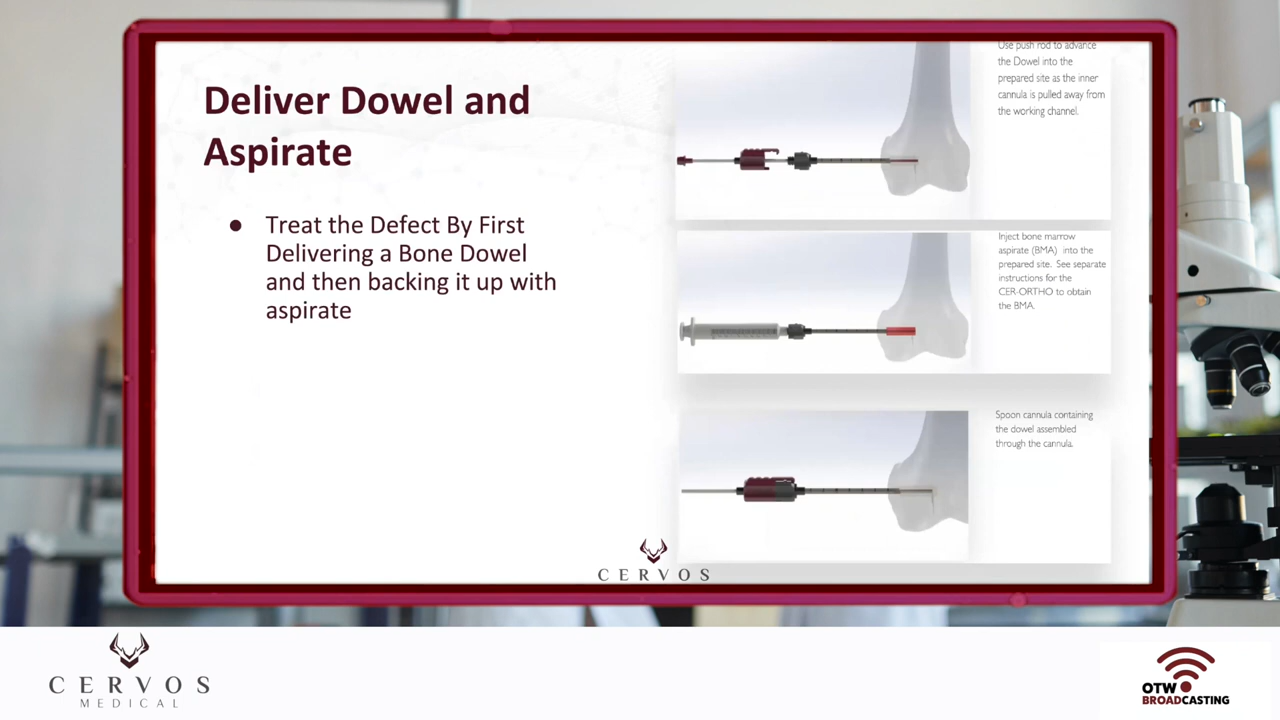 Deliver Dowel and
Aspirate
● Treat the Defect By First
Delivering a Bone Dowel
and then backing it up with
aspirate
Use push rod to advance
the Dowel into the
prepared site as the inner
cannula is pulled away from
the working channel.
Inject bone marrow
aspirate (BMA) into the
prepared site. See separate
instructions for the
CER-ORTHO to obtain
the BMA.
Spoon cannula containing
the dowel assembled
through the cannula.
CERVOS
CERVOS
MEDICAL
OTW
BROADCASTING